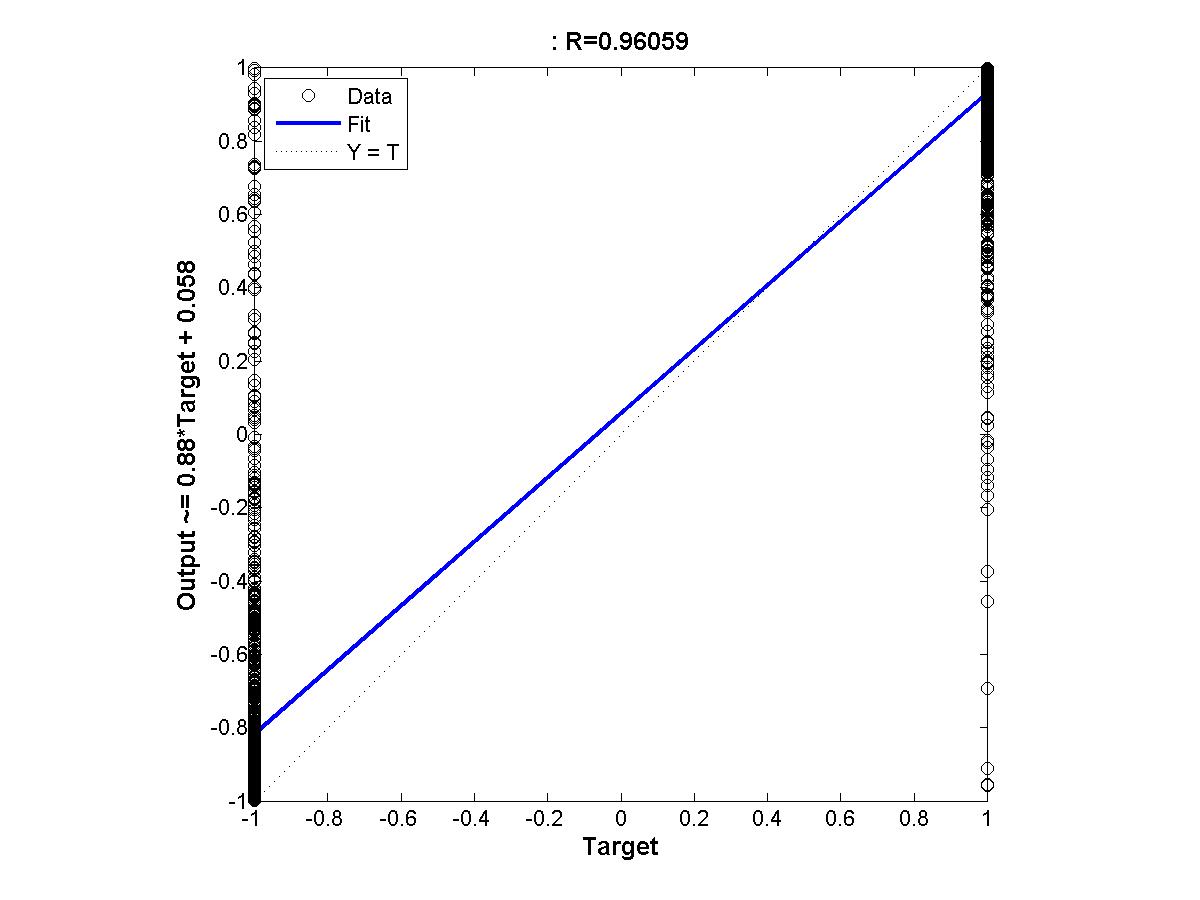 : R=0.96059
Data
Fit
Y = T
1
0.8
0.6
0.4
0.2
0
-0.2
-0.4
-0.6
-0.8
-1
Output ~= 0.88*Target + 0.058
-1 -0.8 -0.6 -0.4 -0.2 0 0.2 0.4 0.6 0.8 1
Target